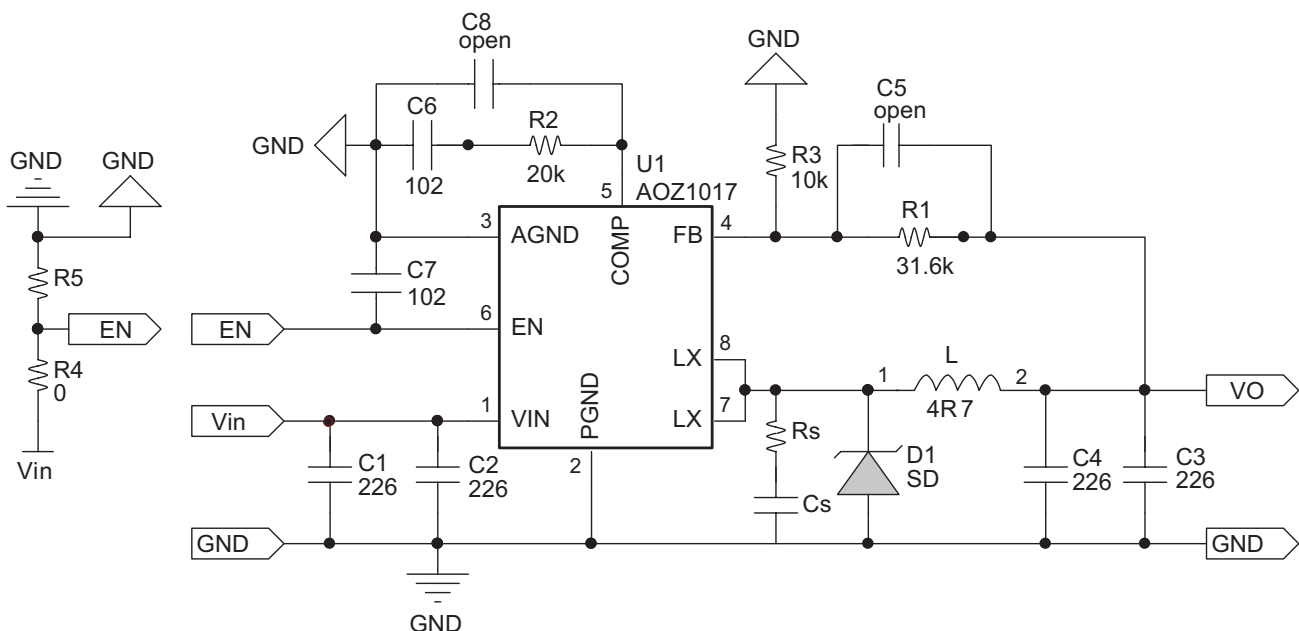 C8
open
GND
C5
open
C6
R2
GND
102
20k
U1
AOZ1017
R3
10k
GND
GND
5
R1
31.6k
3
AGND
COMP
FB
4
R5
C7
102
EN
EN
6
EN
LX
8
R4
0
L
1
2
4R7
VO
Vin
1
VIN
PGND
LX
7
Rs
D1
SD
Vin
C1
226
C2
226
2
Cs
C4
226
C3
226
GND
GND
GND